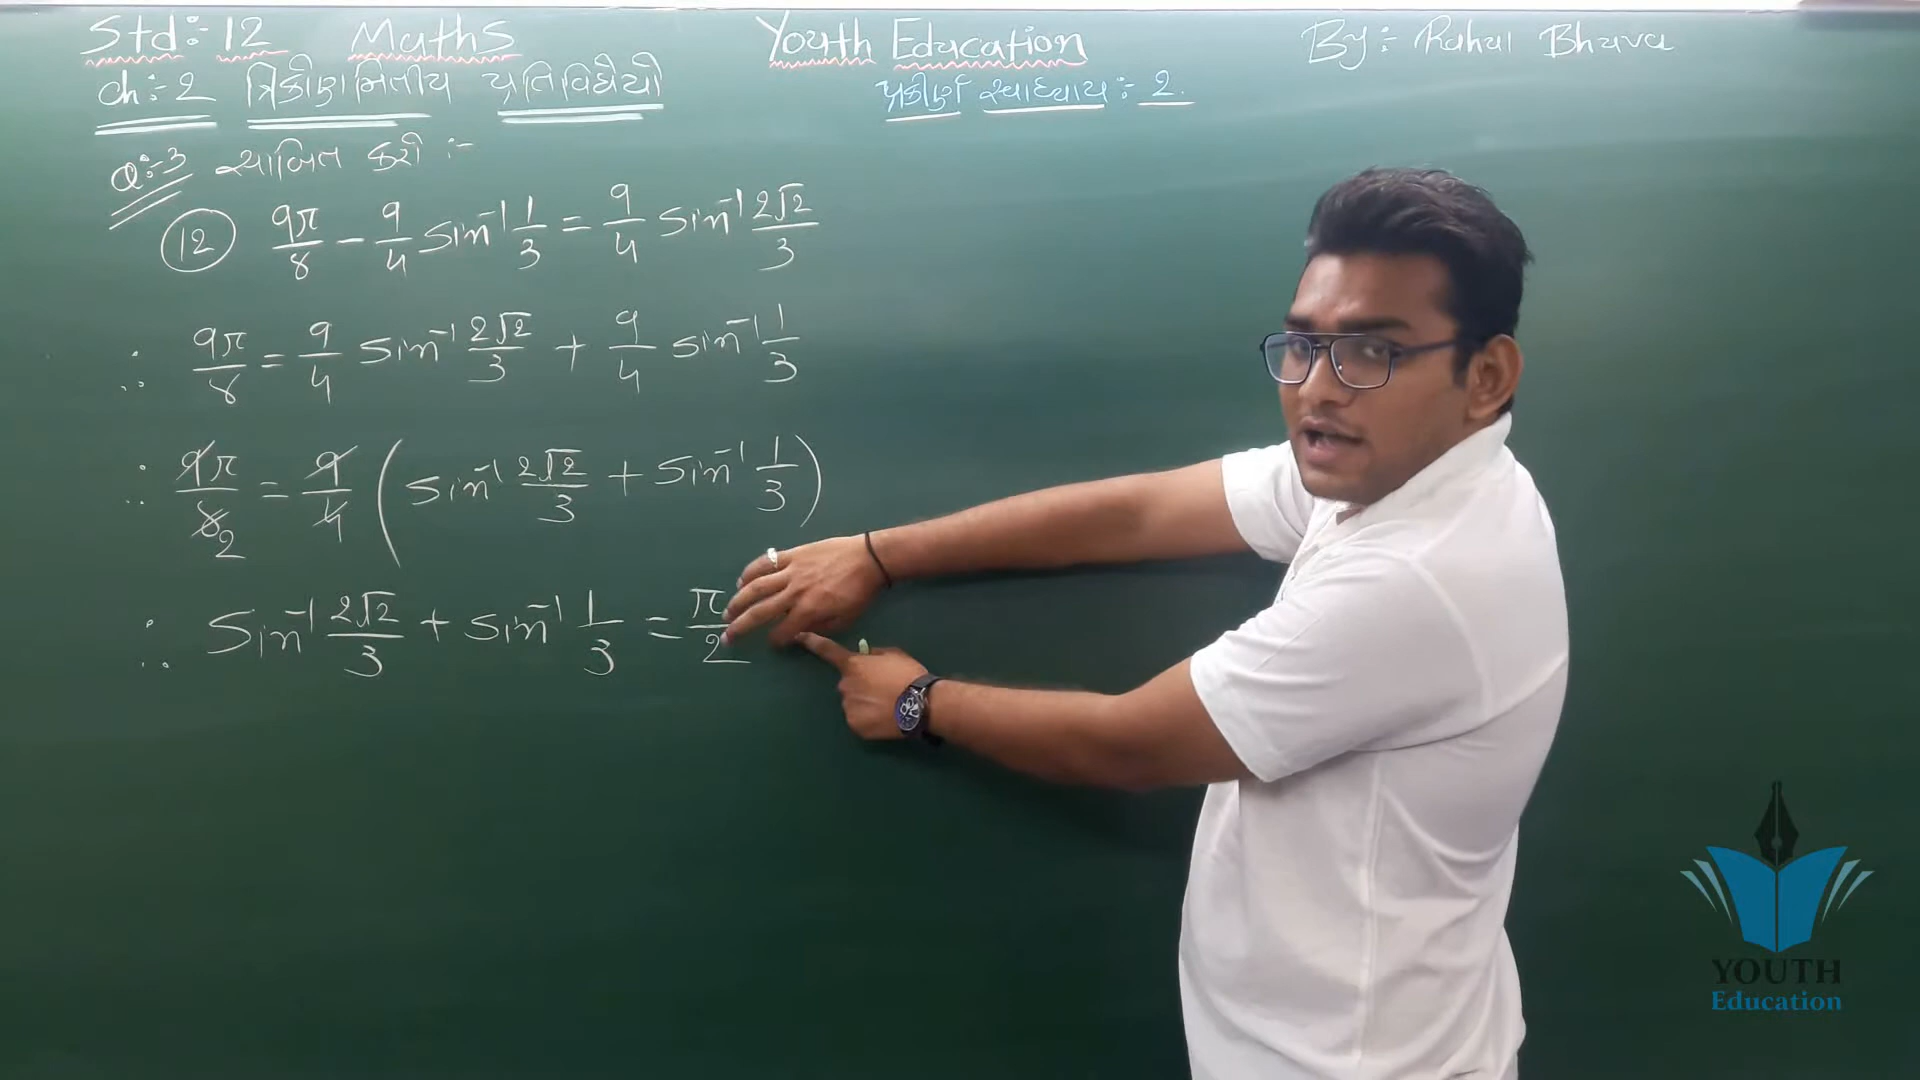 Std:- 12 Maths Youth Education By:- Rahul Bhuva
ch:- 2 ત્રિકોણમિતીય પ્રતિવિધેયો પ્રકીર્ણ સ્વાધ્યાય:- 2.
Q:-3 સાબિત કરો :-
(12) 9π/8 − 9/4 sin⁻¹ 1/3 = 9/4 sin⁻¹ 2√2/3
∴ 9π/8 = 9/4 sin⁻¹ 2√2/3 + 9/4 sin⁻¹ 1/3
∴ 9π/8 2 = 9/4 (sin⁻¹ 2√2/3 + sin⁻¹ 1/3)
∴ Sin⁻¹ 2√2/3 + sin⁻¹ 1/3 = π/2
YOUTH
Education